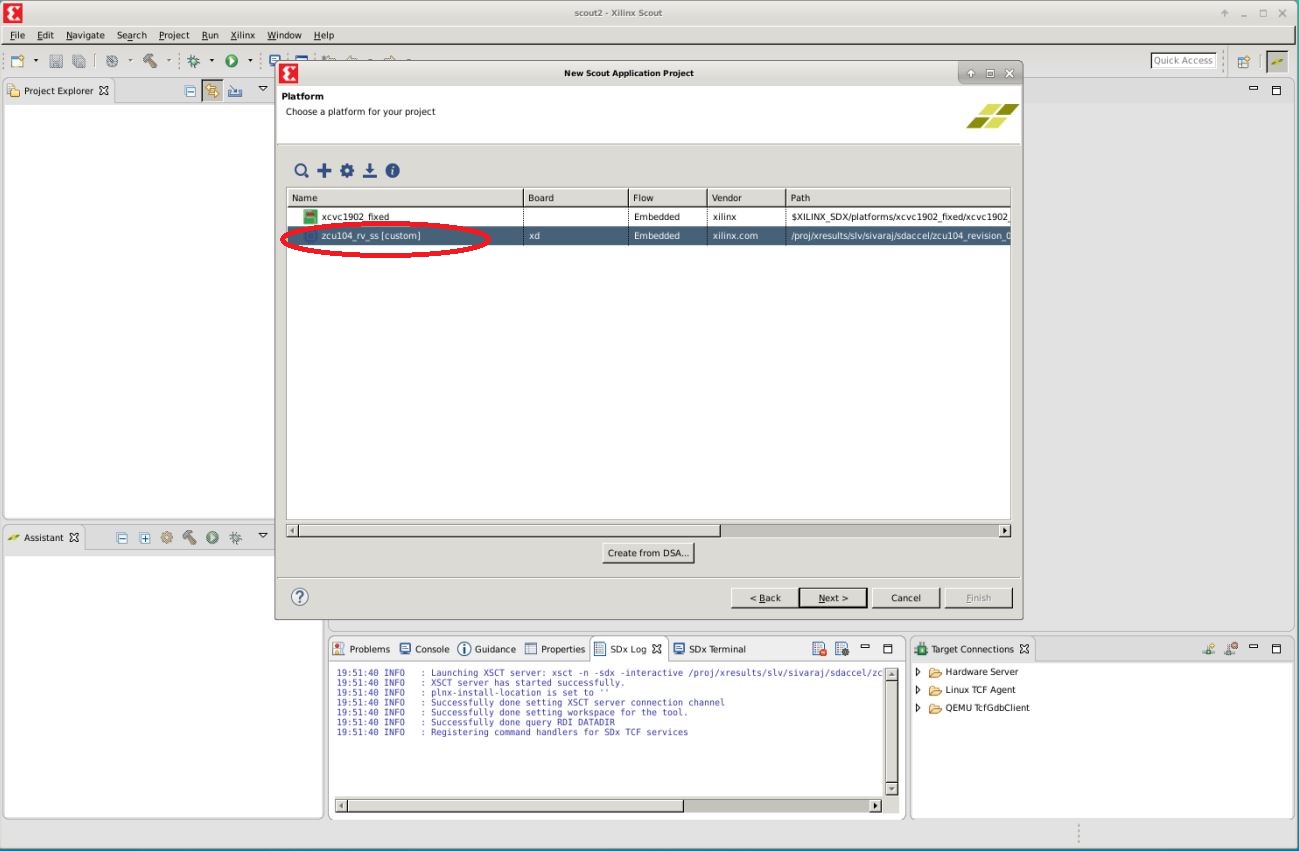 scout2 - Xilinx Scout
File Edit Navigate Search Project Run Xilinx Window Help
Quick Access
Project Explorer
New Scout Application Project
Platform
Choose a platform for your project
Name Board Flow Vendor Path
xcvc1902_fixed Embedded xilinx $XILINX_SDX/platforms/xcvc1902_fixed/xcvc1902_
zcu104_rv_ss [custom] xd Embedded xilinx.com /proj/xresults/slv/sivaraj/sdaccel/zcu104_revision_0
Create from DSA...
< Back Next > Cancel Finish
Assistant
Problems Console Guidance Properties SDx Log SDx Terminal
19:51:40 INFO : Launching XSCT server: xsct -n -sdx -interactive /proj/xresults/slv/sivaraj/sdaccel/zc
19:51:40 INFO : XSCT server has started successfully.
19:51:40 INFO : plnx-install-location is set to ''
19:51:40 INFO : Successfully done setting XSCT server connection channel
19:51:40 INFO : Successfully done setting workspace for the tool.
19:51:40 INFO : Successfully done query RDI DATADIR
19:51:40 INFO : Registering command handlers for SDx TCF services
Target Connections
Hardware Server
Linux TCF Agent
QEMU TcfGdbClient